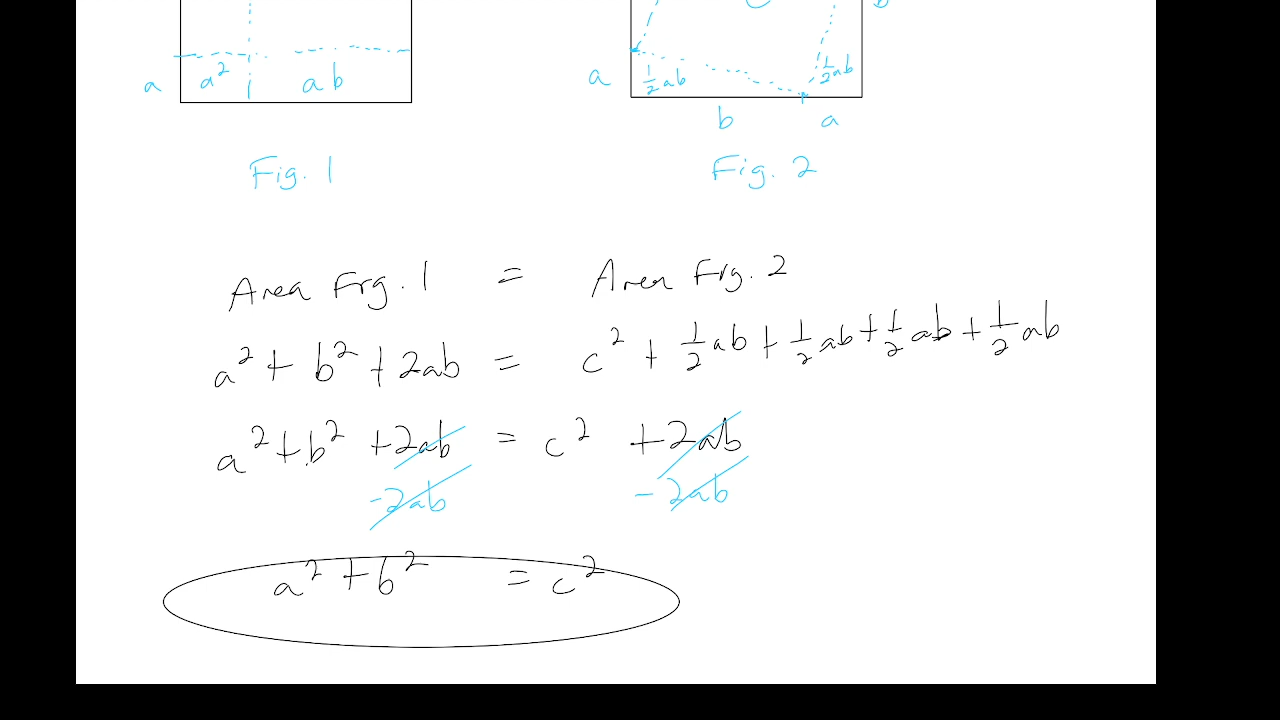 a a² ab
a ½ab ½ab
b a
Fig. 1 Fig. 2
Area Fig. 1 = Area Fig. 2
a² + b² + 2ab = c² + ½ab + ½ab + ½ab + ½ab
a² + b² + 2ab = c² + 2ab
-2ab - 2ab
a² + b² = c²